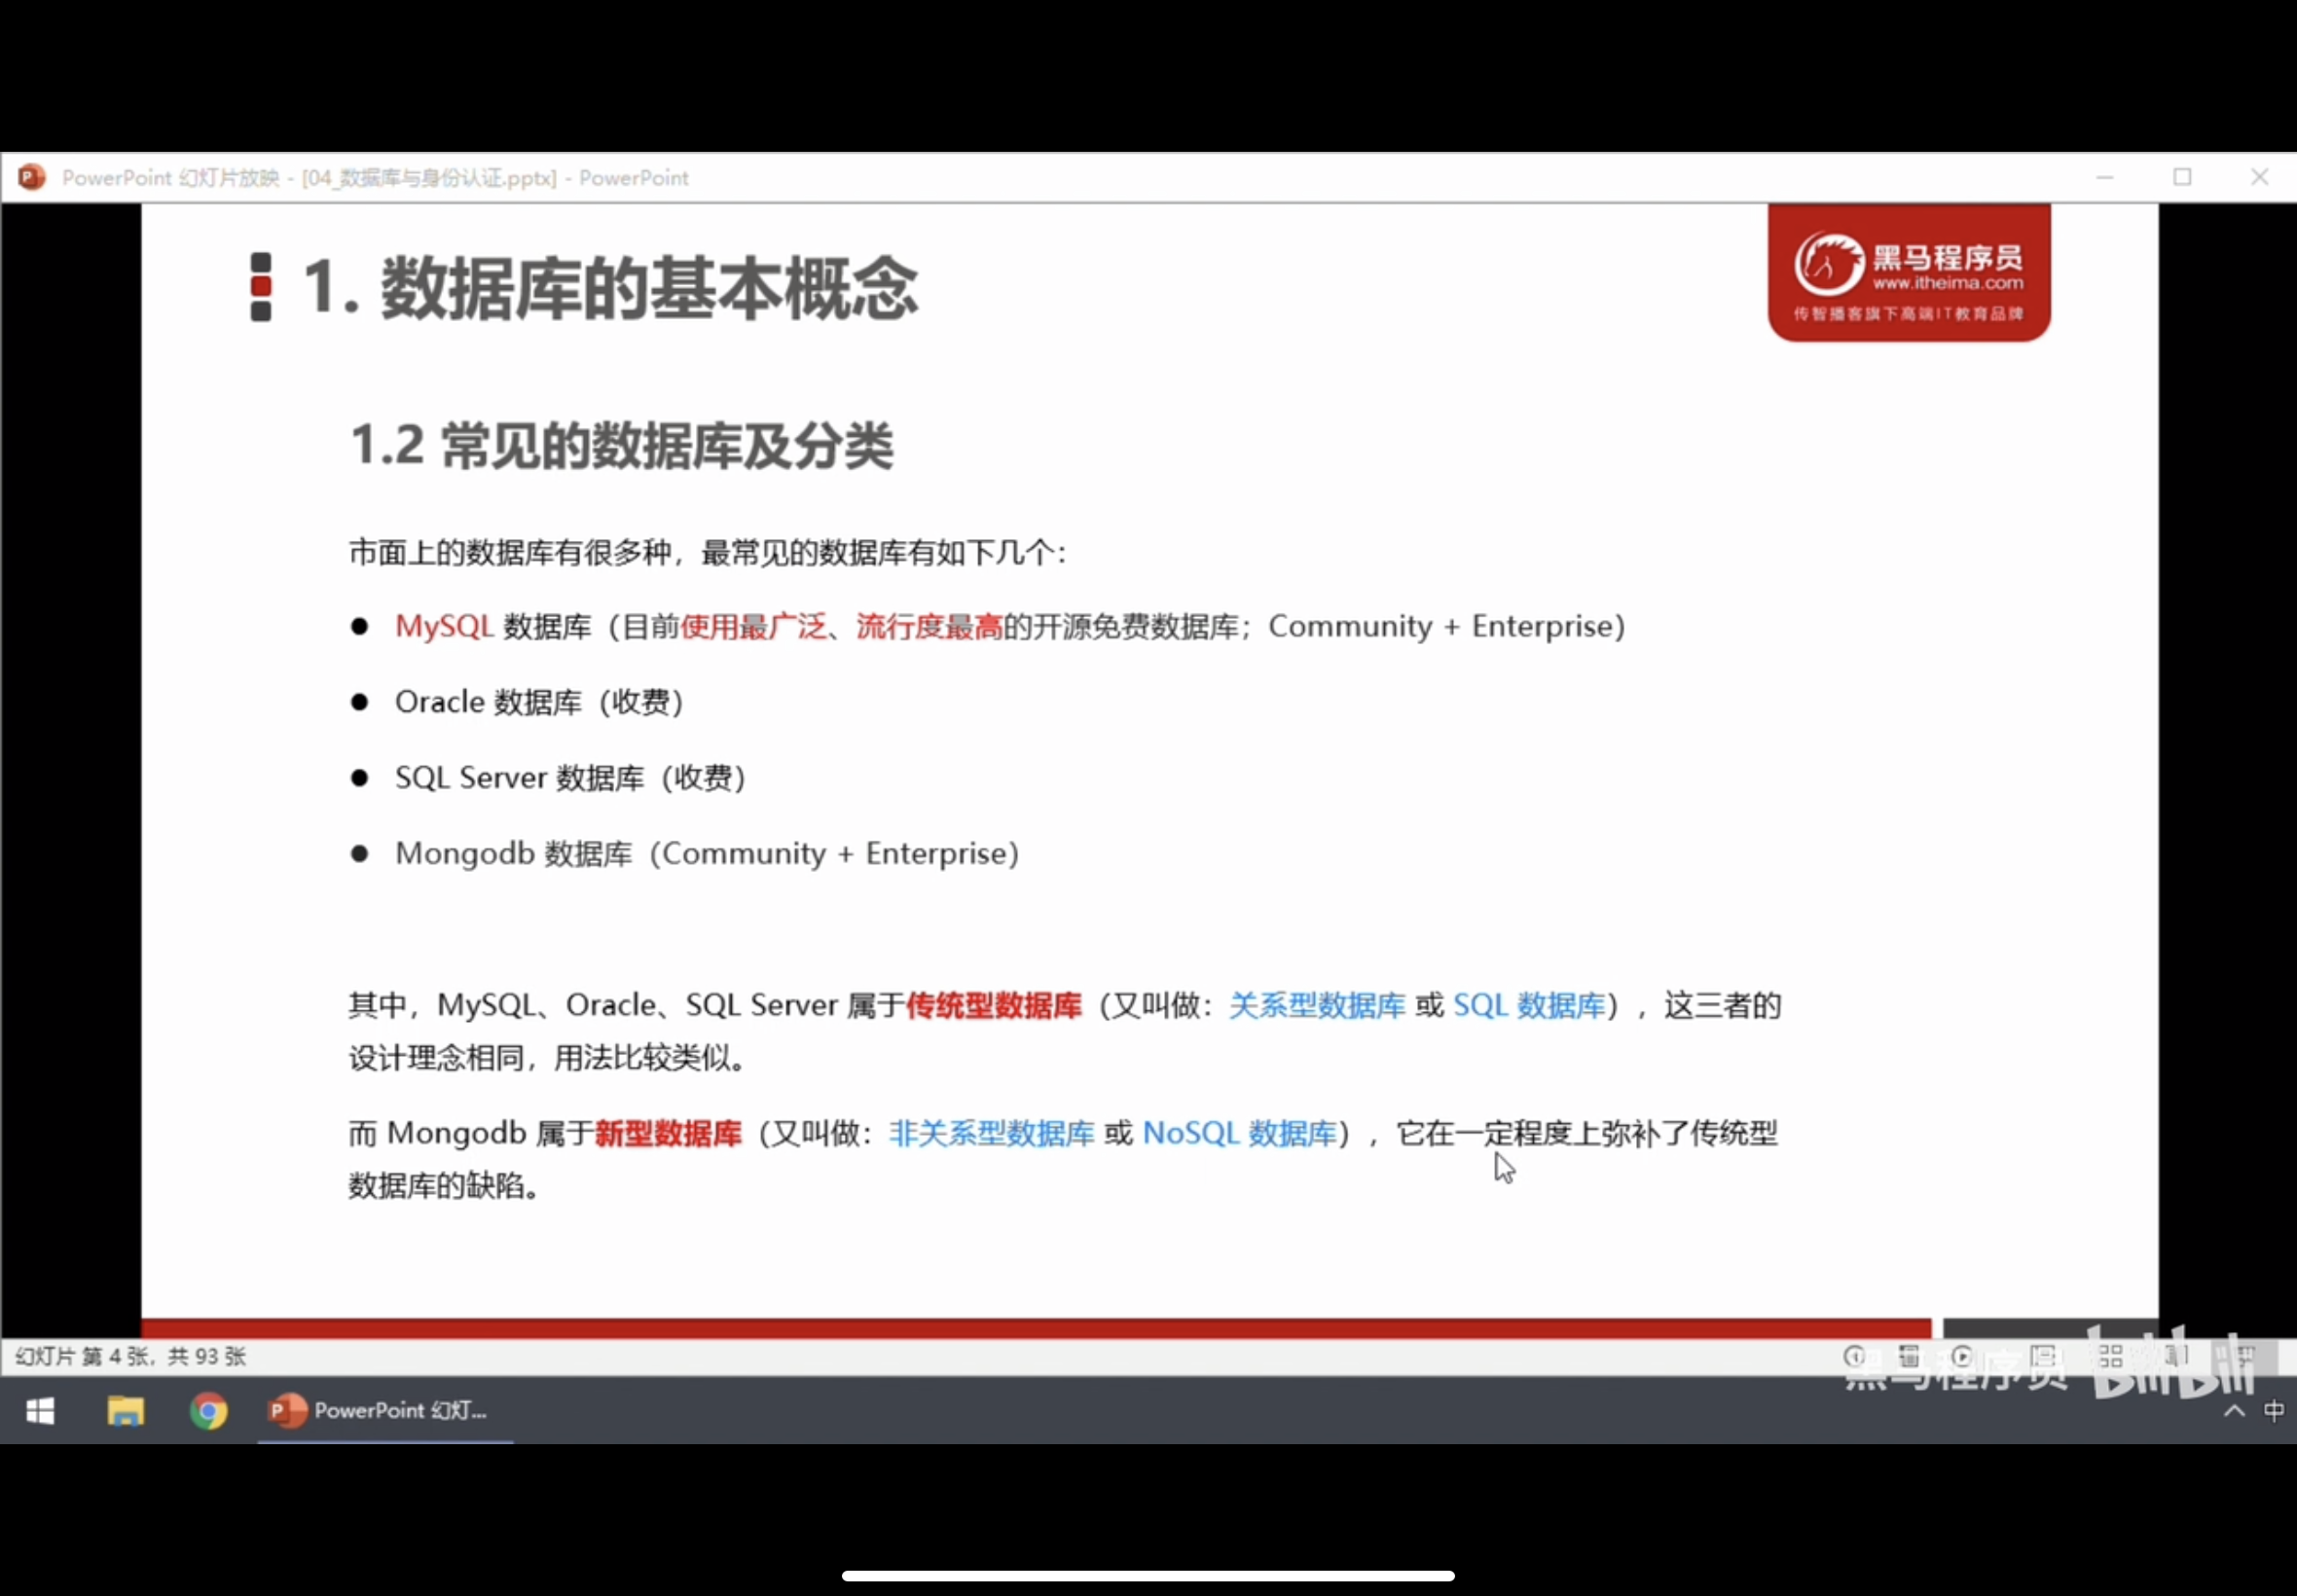 PowerPoint 幻灯片放映 - [04_数据库与身份认证.pptx] - PowerPoint
1. 数据库的基本概念
黑马程序员
www.itheima.com
传智播客旗下高端IT教育品牌
1.2 常见的数据库及分类
市面上的数据库有很多种，最常见的数据库有如下几个：
● MySQL 数据库（目前使用最广泛、流行度最高的开源免费数据库；Community + Enterprise）
● Oracle 数据库（收费）
● SQL Server 数据库（收费）
● Mongodb 数据库（Community + Enterprise）
其中，MySQL、Oracle、SQL Server 属于传统型数据库（又叫做：关系型数据库 或 SQL 数据库），这三者的
设计理念相同，用法比较类似。
而 Mongodb 属于新型数据库（又叫做：非关系型数据库 或 NoSQL 数据库），它在一定程度上弥补了传统型
数据库的缺陷。
幻灯片 第 4 张，共 93 张
黑马程序员 bilibili
PowerPoint 幻灯...
中